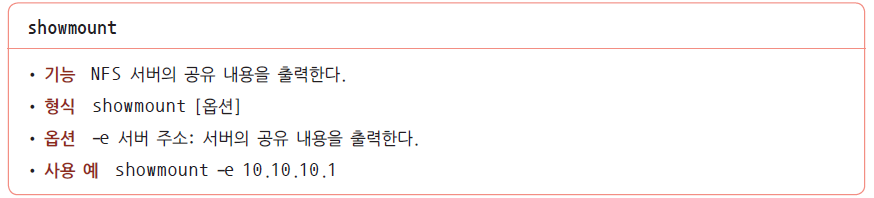 showmount
• 기능 NFS 서버의 공유 내용을 출력한다.
• 형식 showmount [옵션]
• 옵션 -e 서버 주소: 서버의 공유 내용을 출력한다.
• 사용 예 showmount -e 10.10.10.1